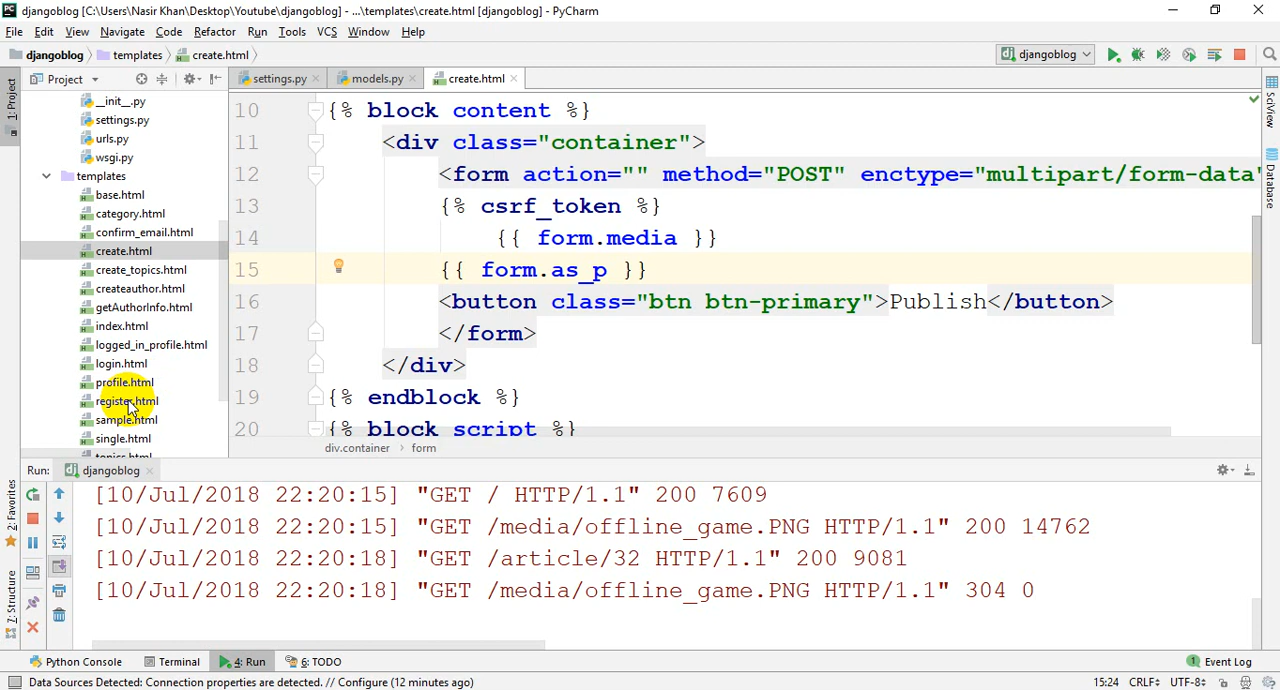 djangoblog [C:\Users\Nasir Khan\Desktop\Youtube\djangoblog] - ...\templates\create.html [djangoblog] - PyCharm
File Edit View Navigate Code Refactor Run Tools VCS Window Help
djangoblog templates create.html djangoblog
Project settings.py models.py create.html
1: Project
__init__.py
settings.py
urls.py
wsgi.py
templates
base.html
category.html
confirm_email.html
create.html
create_topics.html
createauthor.html
getAuthorInfo.html
index.html
logged_in_profile.html
login.html
profile.html
register.html
sample.html
single.html
topics.html
10 {% block content %}
11 <div class="container">
12 <form action="" method="POST" enctype="multipart/form-data"
13 {% csrf_token %}
14 {{ form.media }}
15 {{ form.as_p }}
16 <button class="btn btn-primary">Publish</button>
17 </form>
18 </div>
19 {% endblock %}
20 {% block script %}
div.container form
SciView
Database
Run: djangoblog
[10/Jul/2018 22:20:15] "GET / HTTP/1.1" 200 7609
[10/Jul/2018 22:20:15] "GET /media/offline_game.PNG HTTP/1.1" 200 14762
[10/Jul/2018 22:20:18] "GET /article/32 HTTP/1.1" 200 9081
[10/Jul/2018 22:20:18] "GET /media/offline_game.PNG HTTP/1.1" 304 0
2: Favorites
Z: Structure
Python Console Terminal 4: Run 6: TODO 1 Event Log
Data Sources Detected: Connection properties are detected. // Configure (12 minutes ago) 15:24 CRLF UTF-8